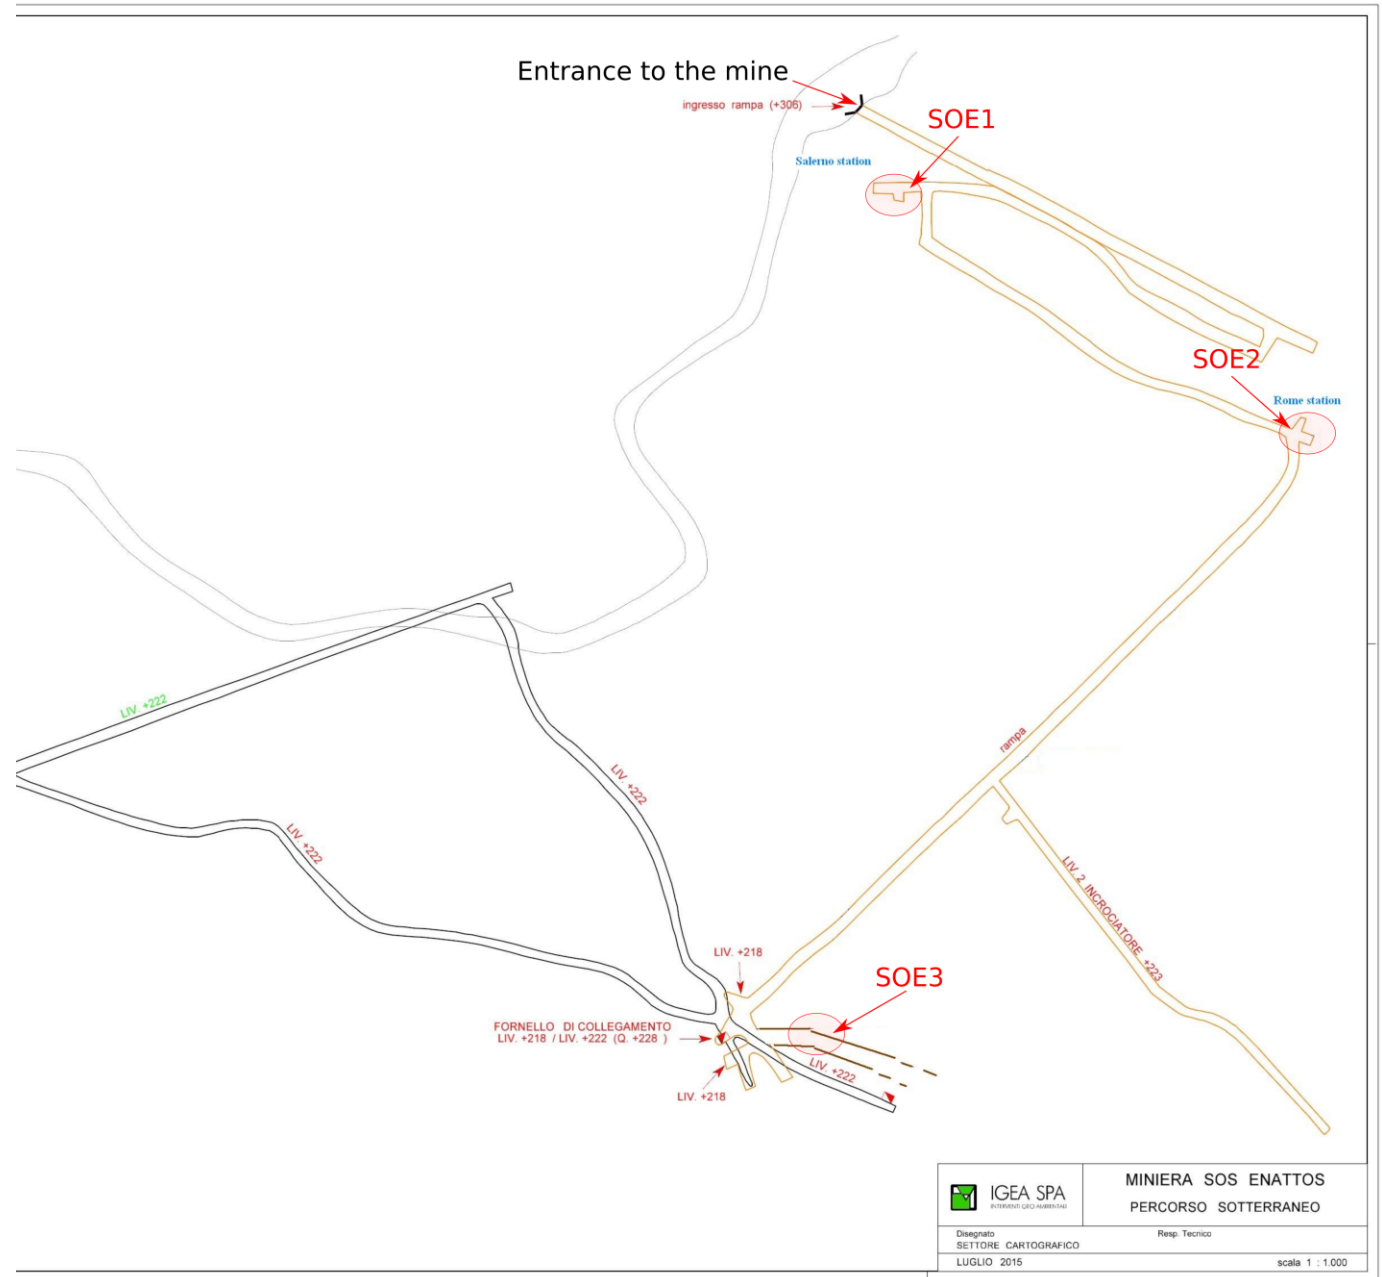 Entrance to the mine
ingresso rampa (+306)
SOE1
Salerno station
SOE2
Rome station
LIV. +222
rampa
LIV. +222
LIV. +222
LIV. 2 INCROCIATORE +223
LIV. +218
SOE3
FORNELLO DI COLLEGAMENTO
LIV. +218 / LIV. +222 (Q. +228 )
LIV. +222
LIV. +218
IGEA SPA
INTERVENTI GEO AMBIENTALI
MINIERA SOS ENATTOS
PERCORSO SOTTERRANEO
Disegnato
SETTORE CARTOGRAFICO
Resp. Tecnico
LUGLIO 2015
scala 1 : 1.000